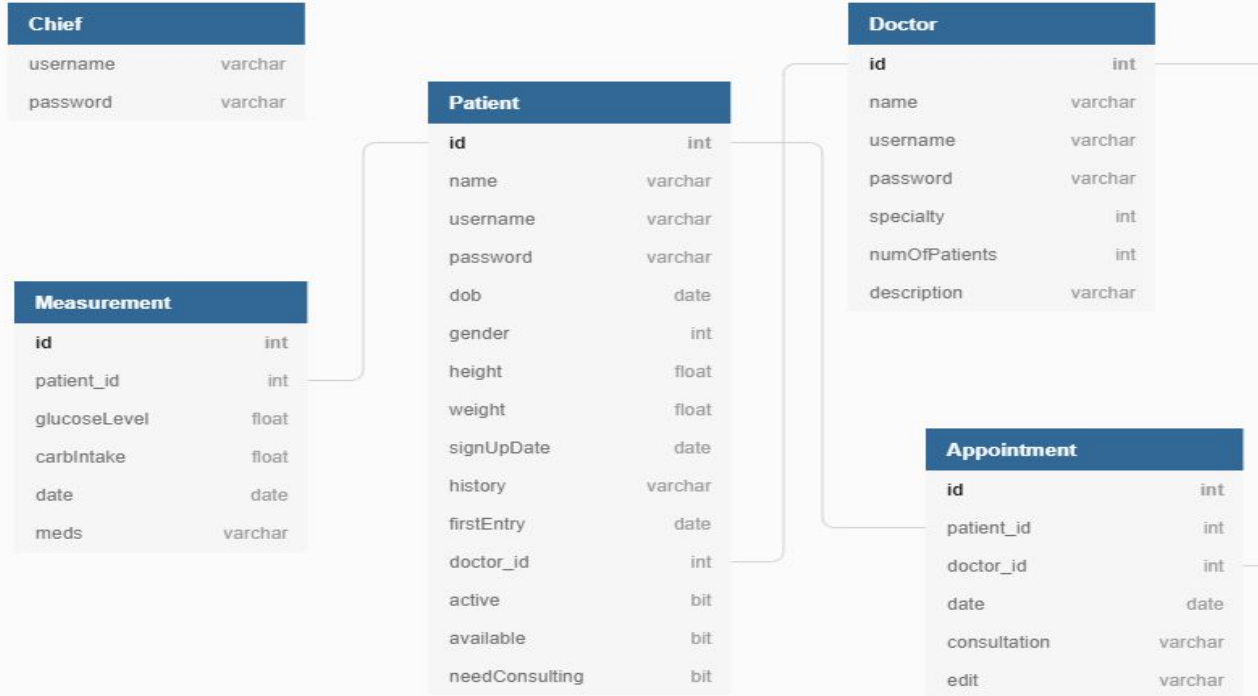 Chief
username varchar
password varchar
Patient
id int
name varchar
username varchar
password varchar
dob date
gender int
height float
weight float
signUpDate date
history varchar
firstEntry date
doctor_id int
active bit
available bit
needConsulting bit
Doctor
id int
name varchar
username varchar
password varchar
specialty int
numOfPatients int
description varchar
Measurement
id int
patient_id int
glucoseLevel float
carbIntake float
date date
meds varchar
Appointment
id int
patient_id int
doctor_id int
date date
consultation varchar
edit varchar